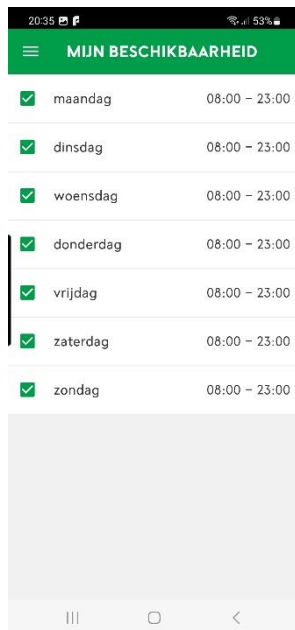 20:35 53%
MIJN BESCHIKBAARHEID
maandag 08:00 – 23:00
dinsdag 08:00 – 23:00
woensdag 08:00 – 23:00
donderdag 08:00 – 23:00
vrijdag 08:00 – 23:00
zaterdag 08:00 – 23:00
zondag 08:00 – 23:00